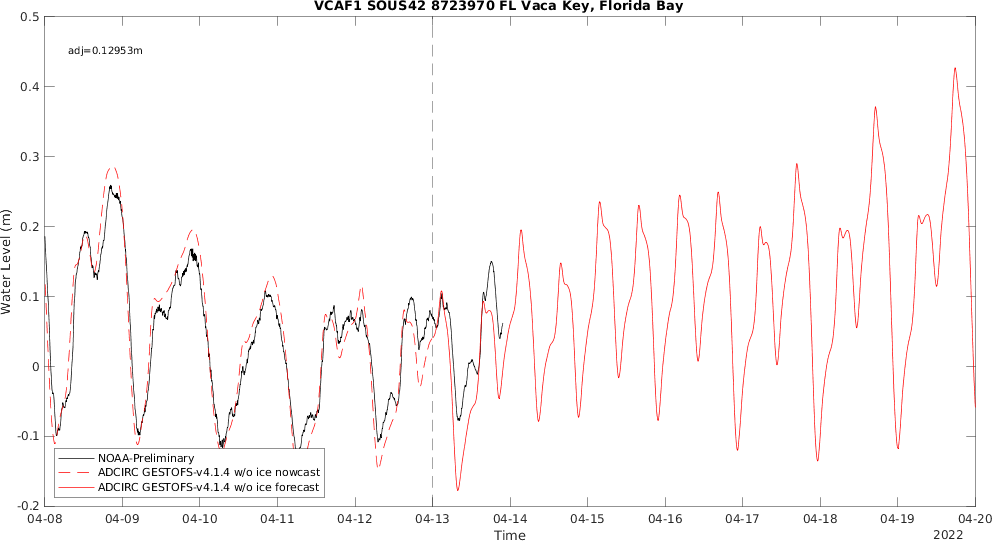 VCAF1 SOUS42 8723970 FL Vaca Key, Florida Bay
0.5
adj=0.12953m
0.4
0.3
0.2
0.1
0
-0.1
-0.2
Water Level (m)
NOAA-Preliminary
ADCIRC GESTOFS-v4.1.4 w/o ice nowcast
ADCIRC GESTOFS-v4.1.4 w/o ice forecast
04-08 04-09 04-10 04-11 04-12 04-13 04-14 04-15 04-16 04-17 04-18 04-19 04-20
Time
2022